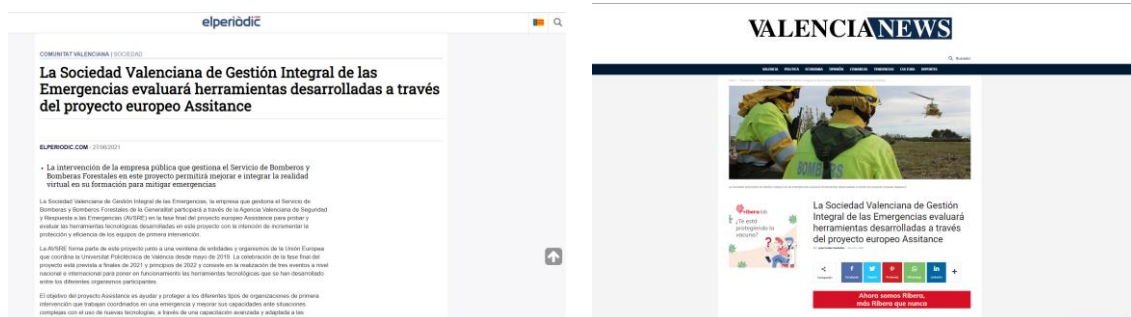 elperiòdic
COMUNITAT VALENCIANA | SOCIEDAD
La Sociedad Valenciana de Gestión Integral de las
Emergencias evaluará herramientas desarrolladas a través
del proyecto europeo Assitance
ELPERIODIC.COM - 27/06/2021
• La intervención de la empresa pública que gestiona el Servicio de Bomberos y
Bomberas Forestales en este proyecto permitirá mejorar e integrar la realidad
virtual en su formación para mitigar emergencias
La Sociedad Valenciana de Gestión Integral de las Emergencias, la empresa que gestiona el Servicio de
Bomberas y Bomberos Forestales de la Generalitat participará a través de la Agencia Valenciana de Seguridad
y Respuesta a las Emergencias (AVSRE) en la fase final del proyecto europeo Assistance para probar y
evaluar las herramientas tecnológicas desarrolladas en este proyecto con la intención de incrementar la
protección y eficiencia de los equipos de primera intervención.
La AVSRE forma parte de este proyecto junto a una veintena de entidades y organismos de la Unión Europea
que coordina la Universitat Politécnica de València desde mayo de 2019. La celebración de la fase final del
proyecto está prevista a finales de 2021 y principios de 2022 y consiste en la realización de tres eventos a nivel
nacional e internacional para poner en funcionamiento las herramientas tecnológicas que se han desarrollado
entre los diferentes organismos participantes.
El objetivo del proyecto Assistance es ayudar y proteger a los diferentes tipos de organizaciones de primera
intervención que trabajan coordinados en una emergencia y mejorar sus capacidades ante situaciones
complejas con el uso de nuevas tecnologías, a través de una capacitación avanzada y adaptada a las
VALENCIA NEWS
VALENCIA POLÍTICA ECONOMÍA OPINIÓN COMARCAS TENDENCIAS CULTURA DEPORTES
BOMBERS
ribera
¿Te está
protegiendo la
vacuna?
La Sociedad Valenciana de Gestión
Integral de las Emergencias evaluará
herramientas desarrolladas a través
del proyecto europeo Assitance
Ahora somos Ribera,
más Ribera que nunca